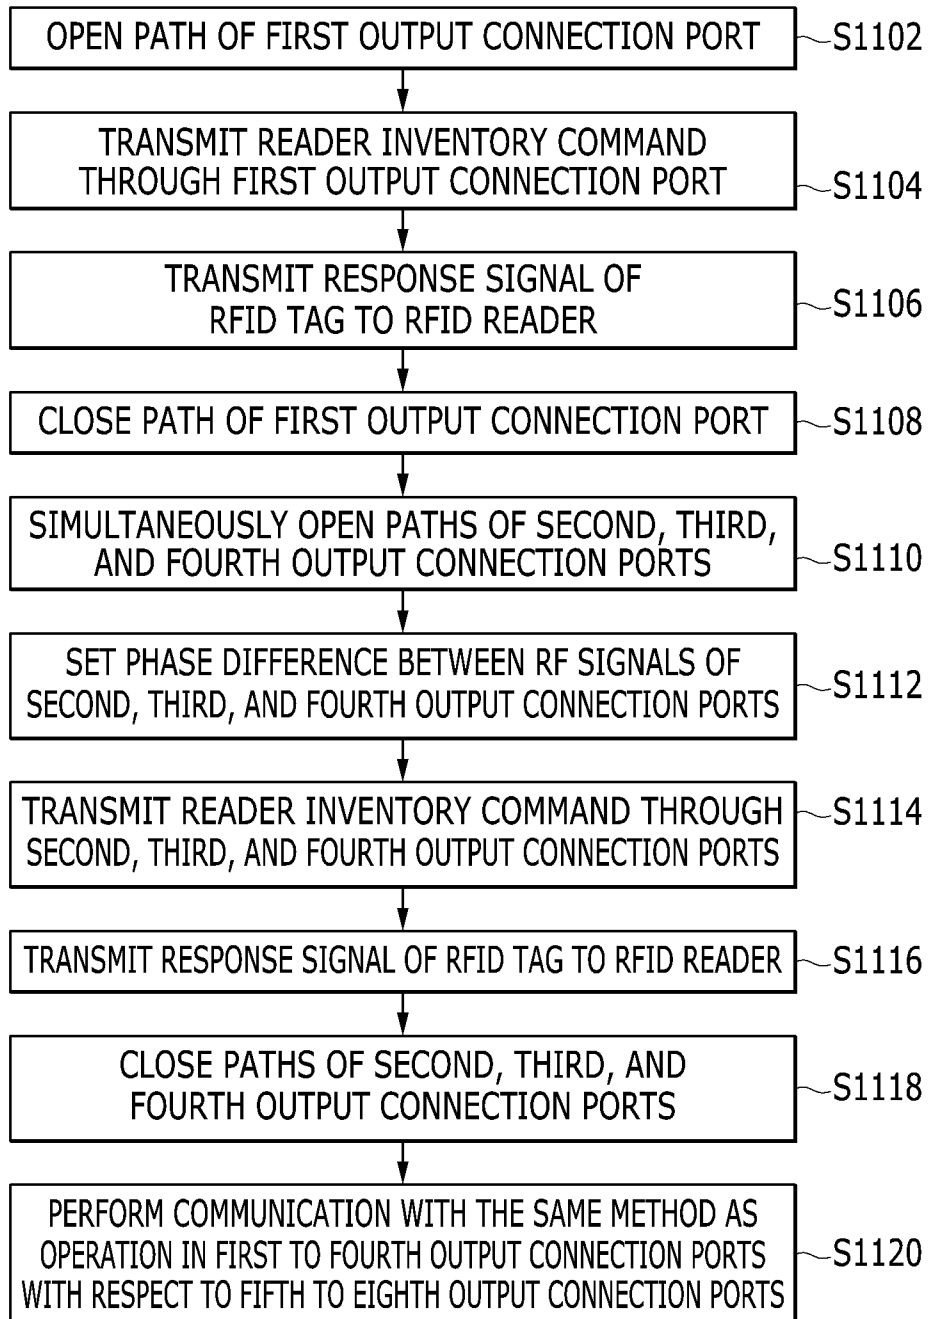 OPEN PATH OF FIRST OUTPUT CONNECTION PORT
S1102
TRANSMIT READER INVENTORY COMMAND
THROUGH FIRST OUTPUT CONNECTION PORT
S1104
TRANSMIT RESPONSE SIGNAL OF
RFID TAG TO RFID READER
S1106
CLOSE PATH OF FIRST OUTPUT CONNECTION PORT
S1108
SIMULTANEOUSLY OPEN PATHS OF SECOND, THIRD,
AND FOURTH OUTPUT CONNECTION PORTS
S1110
SET PHASE DIFFERENCE BETWEEN RF SIGNALS OF
SECOND, THIRD, AND FOURTH OUTPUT CONNECTION PORTS
S1112
TRANSMIT READER INVENTORY COMMAND THROUGH
SECOND, THIRD, AND FOURTH OUTPUT CONNECTION PORTS
S1114
TRANSMIT RESPONSE SIGNAL OF RFID TAG TO RFID READER
S1116
CLOSE PATHS OF SECOND, THIRD, AND
FOURTH OUTPUT CONNECTION PORTS
S1118
PERFORM COMMUNICATION WITH THE SAME METHOD AS
OPERATION IN FIRST TO FOURTH OUTPUT CONNECTION PORTS
WITH RESPECT TO FIFTH TO EIGHTH OUTPUT CONNECTION PORTS
S1120